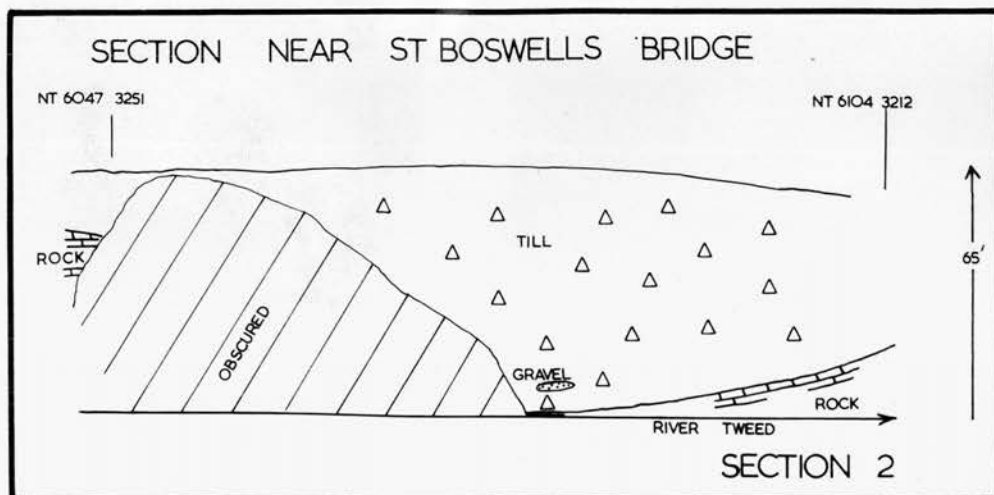 SECTION NEAR ST BOSWELLS BRIDGE
NT 6047 3251
NT 6104 3212
ROCK
TILL
65'
OBSCURED
GRAVEL
ROCK
RIVER TWEED
SECTION 2